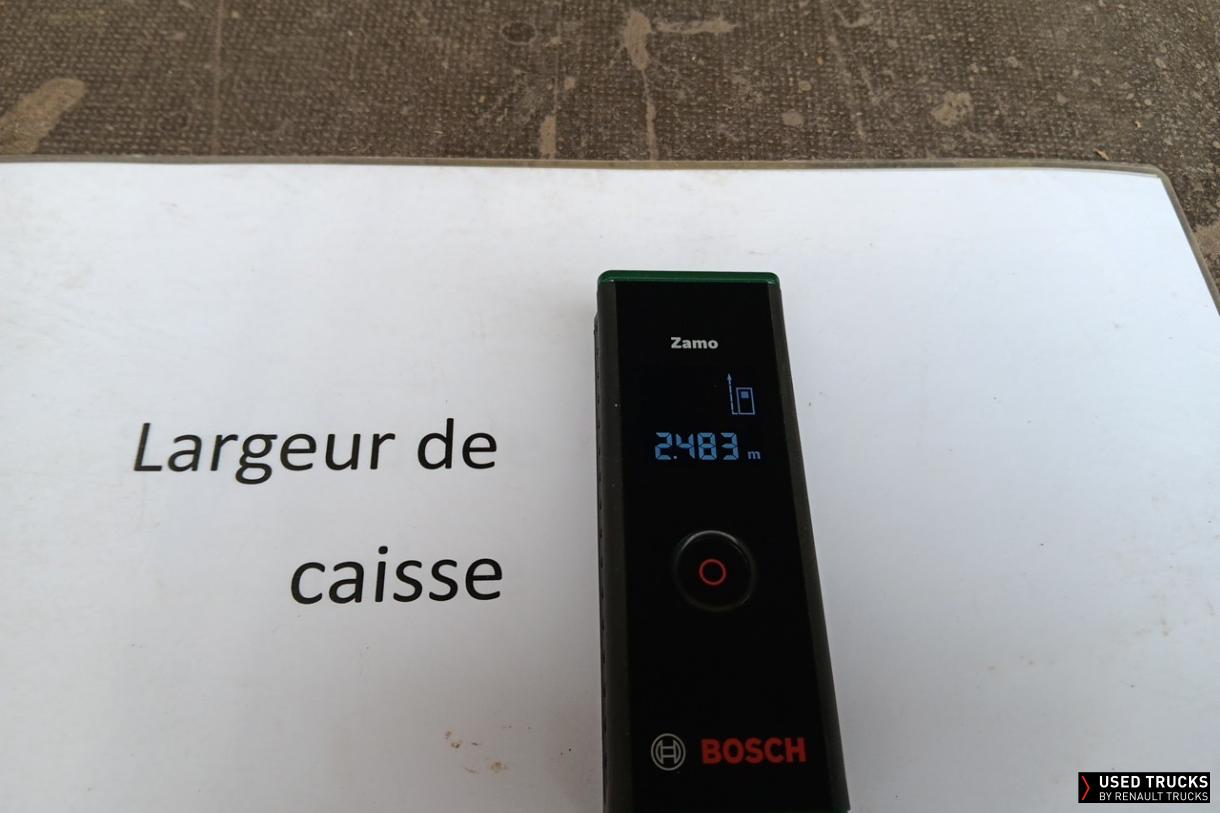 Zamo
2.483 m
Largeur de
caisse
BOSCH
USED TRUCKS
BY RENAULT TRUCKS